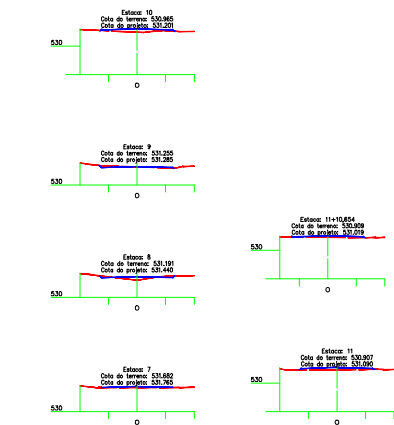 Estaca: 10
Cota do terreno: 530.965
Cota do projeto: 531.201
530
0
Estaca: 9
Cota do terreno: 531.255
Cota do projeto: 531.285
530
0
Estaca: 8
Cota do terreno: 531.191
Cota do projeto: 531.440
530
0
Estaca: 7
Cota do terreno: 531.682
Cota do projeto: 531.765
530
0
Estaca: 11+10,654
Cota do terreno: 530.909
Cota do projeto: 531.019
530
0
Estaca: 11
Cota do terreno: 530.907
Cota do projeto: 531.090
530
0